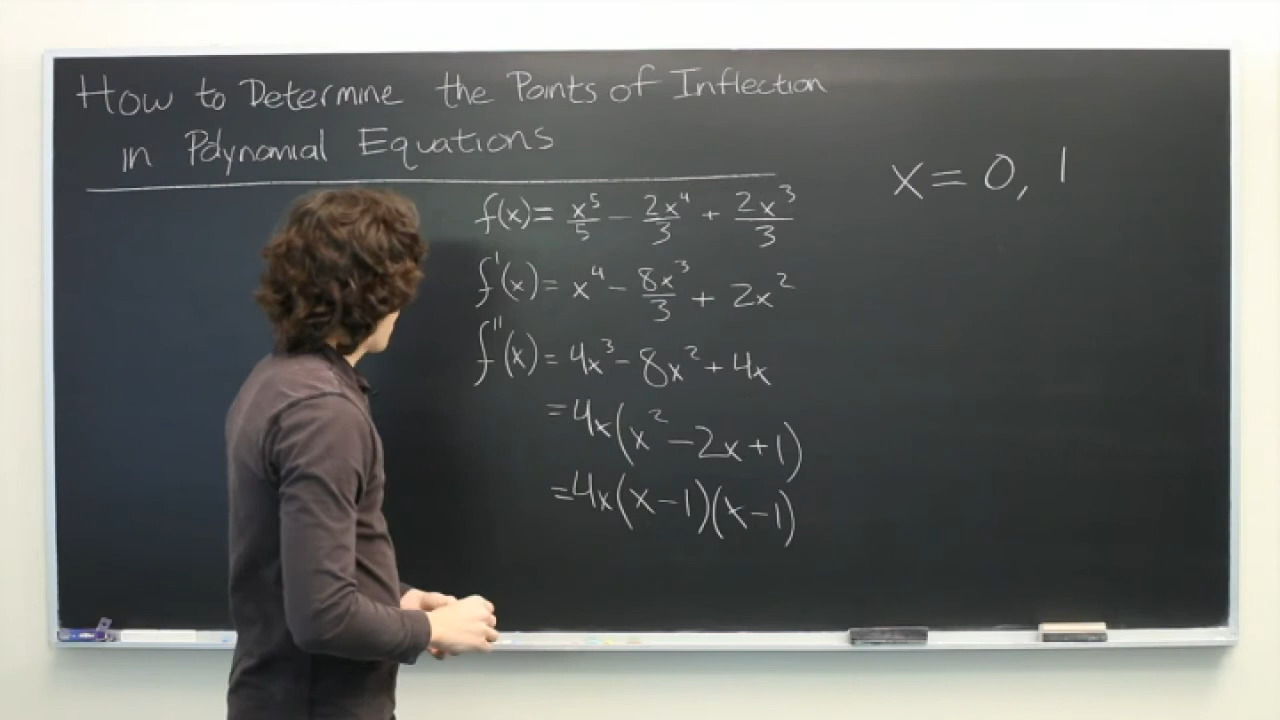 How to Determine the Points of Inflection
in Polynomial Equations
x = 0, 1
f(x) = x⁵/5 − 2x⁴/3 + 2x³/3
f'(x) = x⁴ − 8x³/3 + 2x²
f''(x) = 4x³ − 8x² + 4x
= 4x(x² − 2x + 1)
= 4x(x − 1)(x − 1)